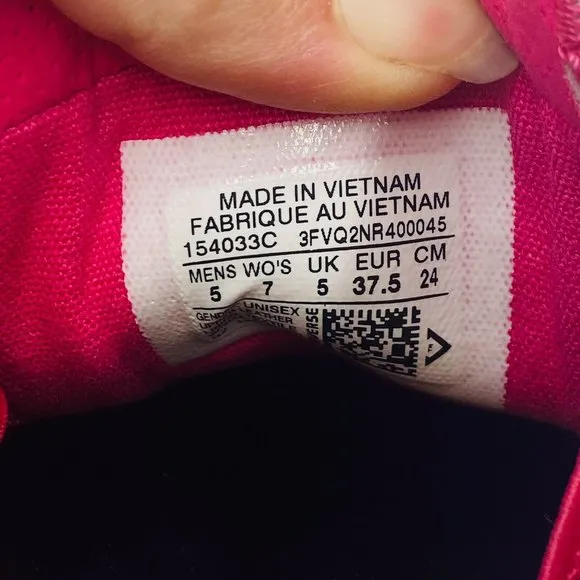 MADE IN VIETNAM
FABRIQUE AU VIETNAM
154033C 3FVQ2NR400045
MENS WO'S UK EUR CM
5 7 5 37.5 24
UNISEX